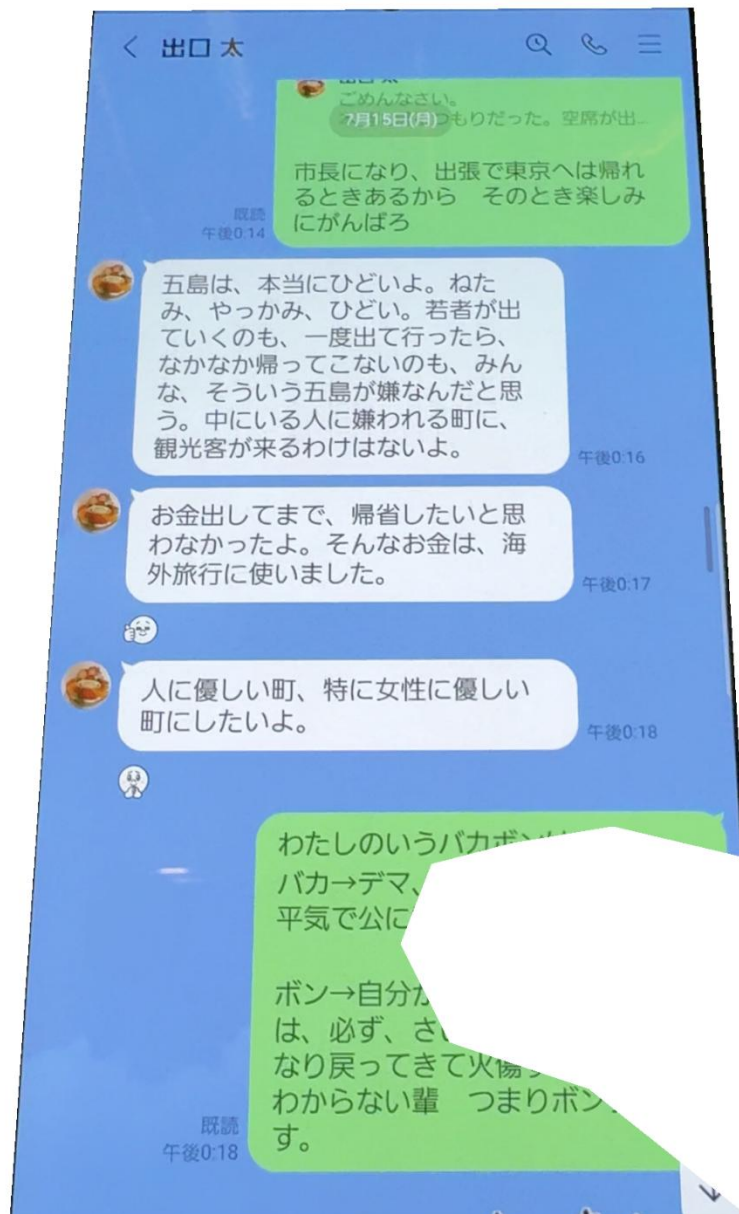 出口 太
ごめんなさい。
7月15日(月)
つもりだった。空席が出...
市長になり、出張で東京へは帰れ
るときあるから　そのとき楽しみ
にがんばろ
既読
午後0:14
五島は、本当にひどいよ。ねた
み、やっかみ、ひどい。若者が出
ていくのも、一度出て行ったら、
なかなか帰ってこないのも、みん
な、そういう五島が嫌なんだと思
う。中にいる人に嫌われる町に、
観光客が来るわけはないよ。
午後0:16
お金出してまで、帰省したいと思
わなかったよ。そんなお金は、海
外旅行に使いました。
午後0:17
人に優しい町、特に女性に優しい
町にしたいよ。
午後0:18
わたしのいうバカボン
バカ→デマ、
平気で公に
ボン→自分が
は、必ず、さ
なり戻ってきて火傷
わからない輩　つまりボン
す。
既読
午後0:18